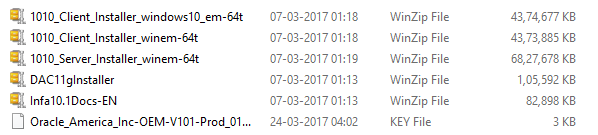 1010_Client_Installer_windows10_em-64t 07-03-2017 01:18 WinZip File 43,74,677 KB
1010_Client_Installer_winem-64t 07-03-2017 01:18 WinZip File 43,73,885 KB
1010_Server_Installer_winem-64t 07-03-2017 01:19 WinZip File 68,27,678 KB
DAC11gInstaller 07-03-2017 01:13 WinZip File 1,05,592 KB
Infa10.1Docs-EN 07-03-2017 01:13 WinZip File 82,898 KB
Oracle_America_Inc-OEM-V101-Prod_01... 24-03-2017 04:02 KEY File 3 KB